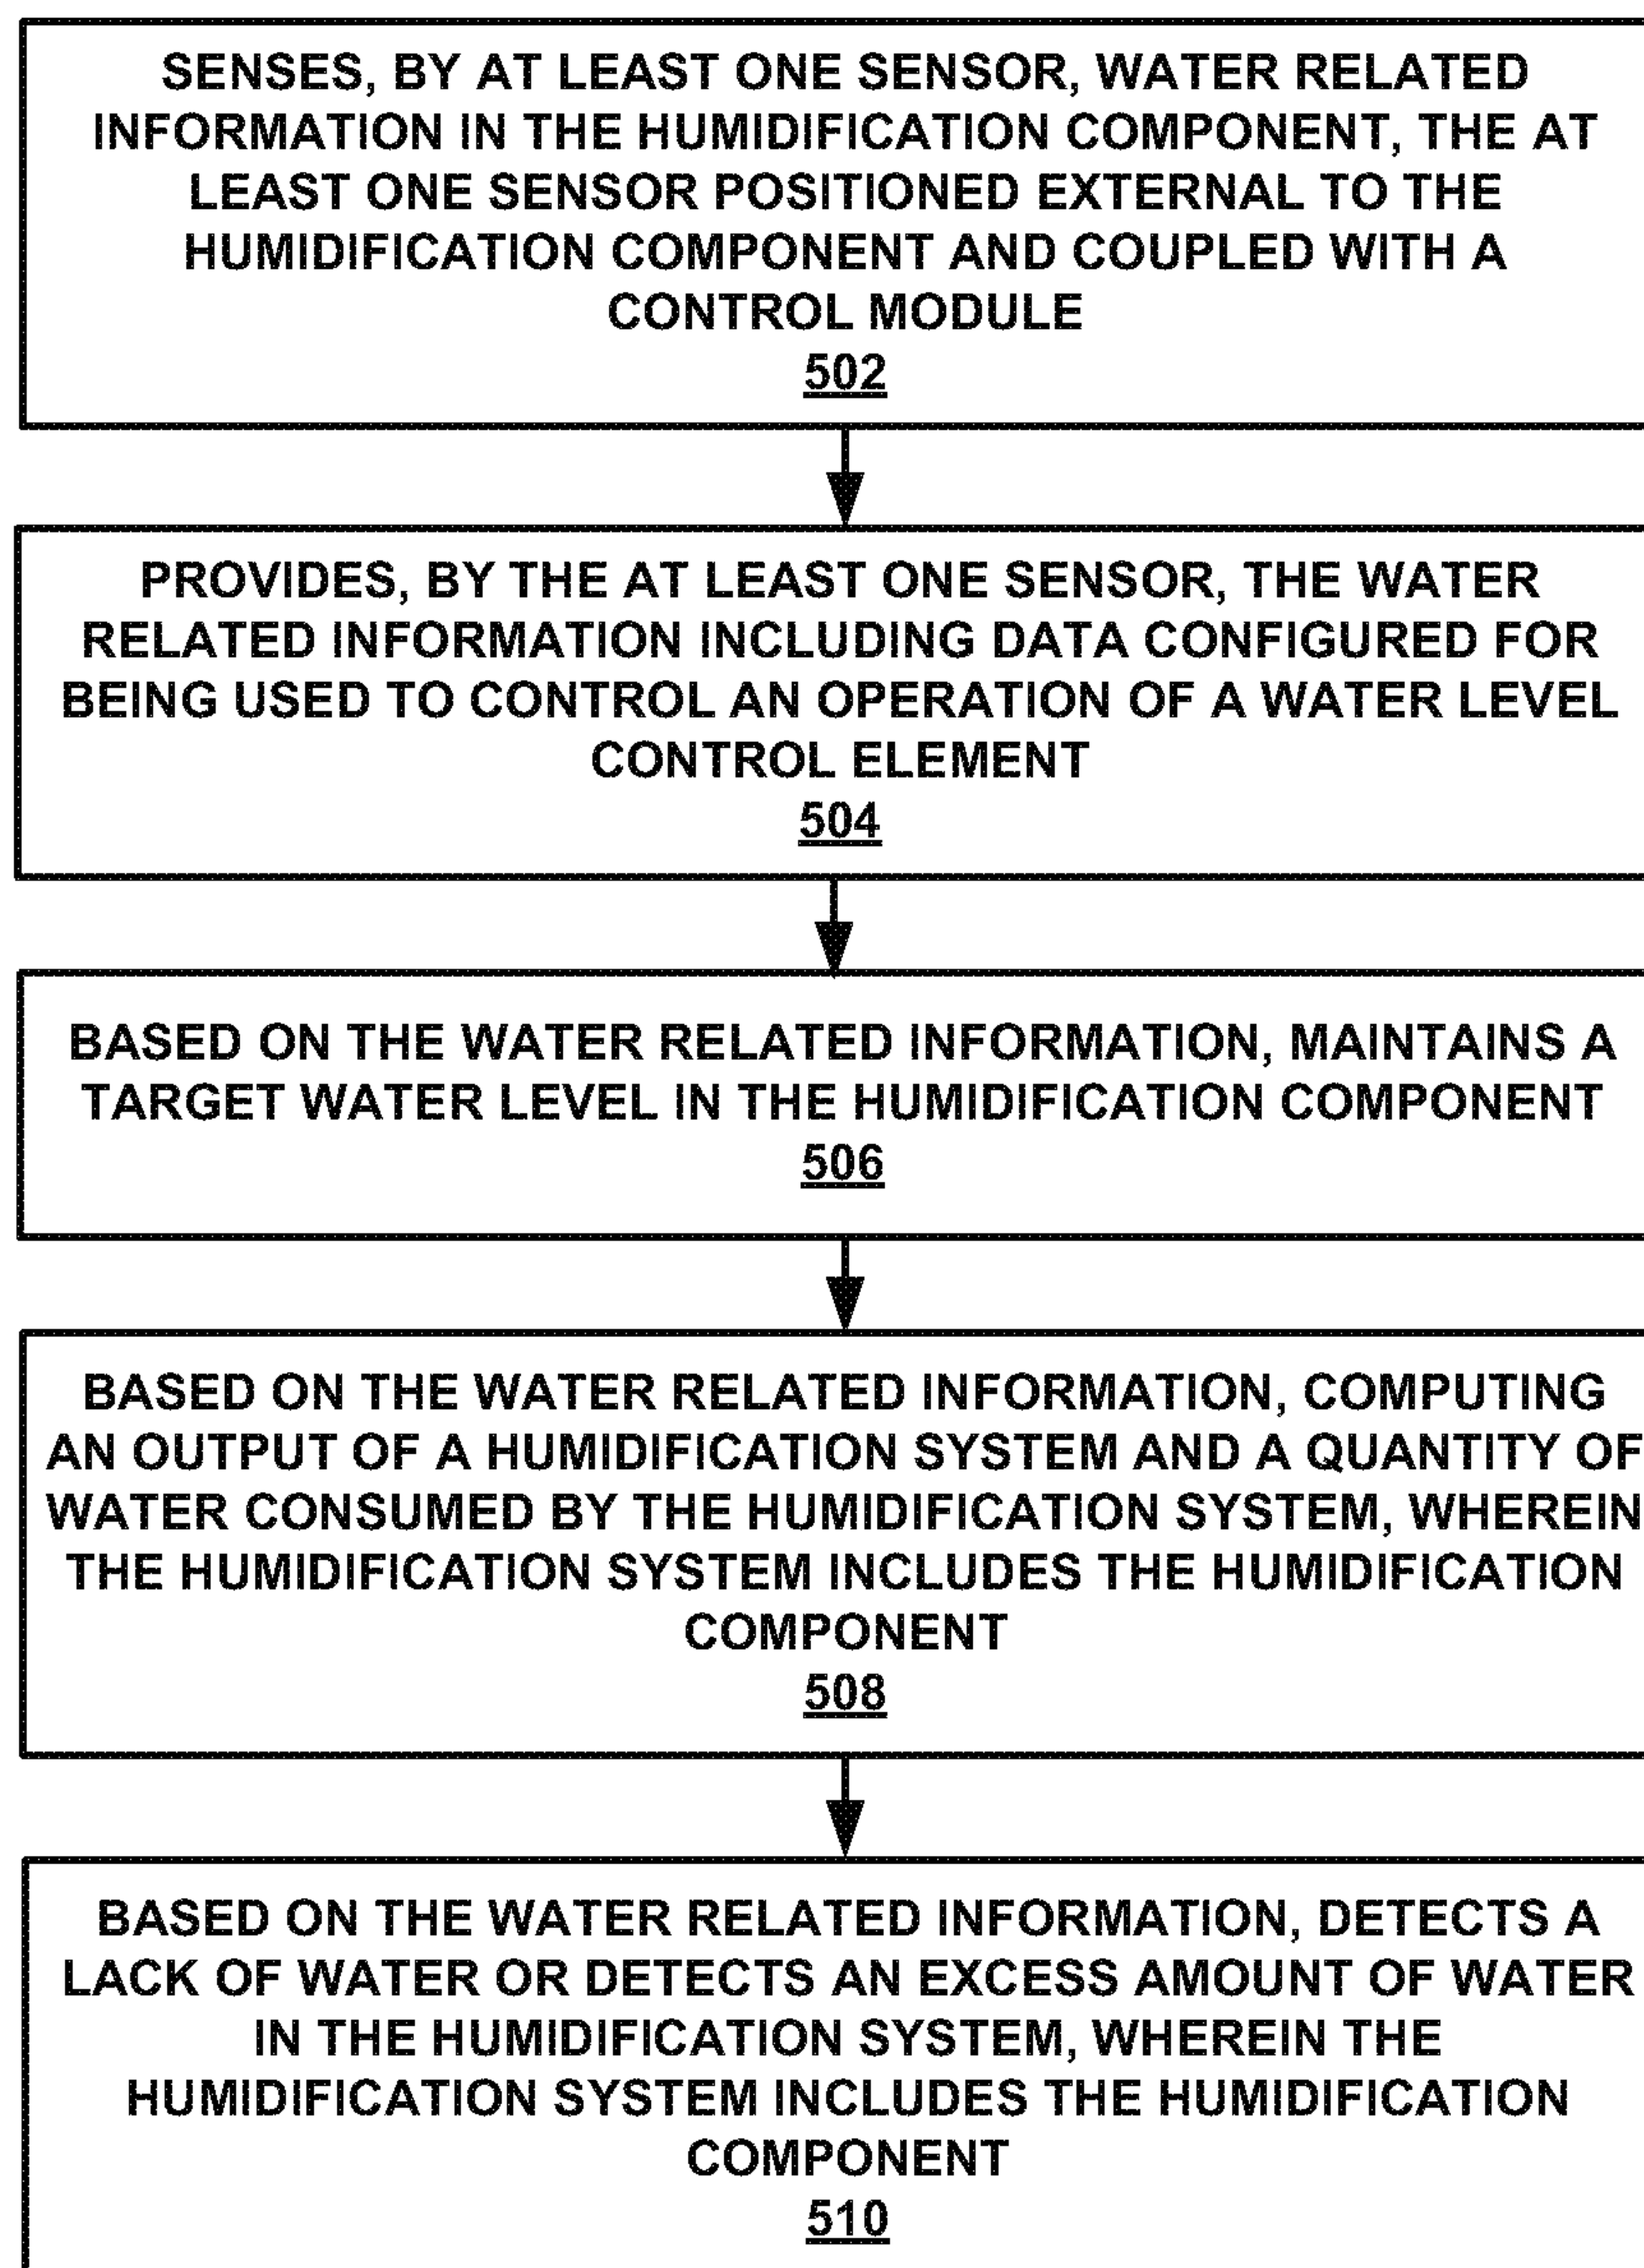 SENSES, BY AT LEAST ONE SENSOR, WATER RELATED
INFORMATION IN THE HUMIDIFICATION COMPONENT, THE AT
LEAST ONE SENSOR POSITIONED EXTERNAL TO THE
HUMIDIFICATION COMPONENT AND COUPLED WITH A
CONTROL MODULE
502
PROVIDES, BY THE AT LEAST ONE SENSOR, THE WATER
RELATED INFORMATION INCLUDING DATA CONFIGURED FOR
BEING USED TO CONTROL AN OPERATION OF A WATER LEVEL
CONTROL ELEMENT
504
BASED ON THE WATER RELATED INFORMATION, MAINTAINS A
TARGET WATER LEVEL IN THE HUMIDIFICATION COMPONENT
506
BASED ON THE WATER RELATED INFORMATION, COMPUTING
AN OUTPUT OF A HUMIDIFICATION SYSTEM AND A QUANTITY OF
WATER CONSUMED BY THE HUMIDIFICATION SYSTEM, WHEREIN
THE HUMIDIFICATION SYSTEM INCLUDES THE HUMIDIFICATION
COMPONENT
508
BASED ON THE WATER RELATED INFORMATION, DETECTS A
LACK OF WATER OR DETECTS AN EXCESS AMOUNT OF WATER
IN THE HUMIDIFICATION SYSTEM, WHEREIN THE
HUMIDIFICATION SYSTEM INCLUDES THE HUMIDIFICATION
COMPONENT
510